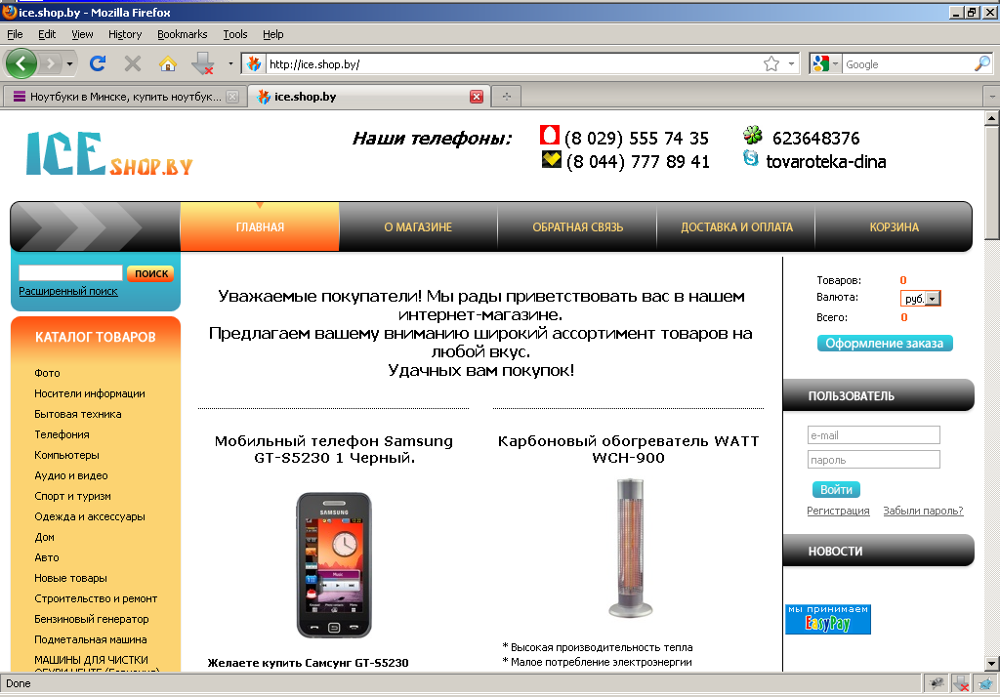 ice.shop.by - Mozilla Firefox
File Edit View History Bookmarks Tools Help
http://ice.shop.by/
Google
Ноутбуки в Минске, купить ноутбук...
ice.shop.by
ICE SHOP.BY
Наши телефоны:
(8 029) 555 74 35
623648376
(8 044) 777 89 41
tovaroteka-dina
ГЛАВНАЯ
О МАГАЗИНЕ
ОБРАТНАЯ СВЯЗЬ
ДОСТАВКА И ОПЛАТА
КОРЗИНА
ПОИСК
Расширенный поиск
КАТАЛОГ ТОВАРОВ
Фото
Носители информации
Бытовая техника
Телефония
Компьютеры
Аудио и видео
Спорт и туризм
Одежда и аксессуары
Дом
Авто
Новые товары
Строительство и ремонт
Бензиновый генератор
Подметальная машина
МАШИНЫ ДЛЯ ЧИСТКИ
Уважаемые покупатели! Мы рады приветствовать вас в нашем
интернет-магазине.
Предлагаем вашему вниманию широкий ассортимент товаров на
любой вкус.
Удачных вам покупок!
Мобильный телефон Samsung
GT-S5230 1 Черный.
SAMSUNG
Желаете купить Самсунг GT-S5230
Карбоновый обогреватель WATT
WCH-900
* Высокая производительность тепла
* Малое потребление электроэнергии
Товаров: 0
Валюта: руб.
Всего: 0
Оформление заказа
ПОЛЬЗОВАТЕЛЬ
e-mail
пароль
Войти
Регистрация Забыли пароль?
НОВОСТИ
мы принимаем
EasyPay
Done